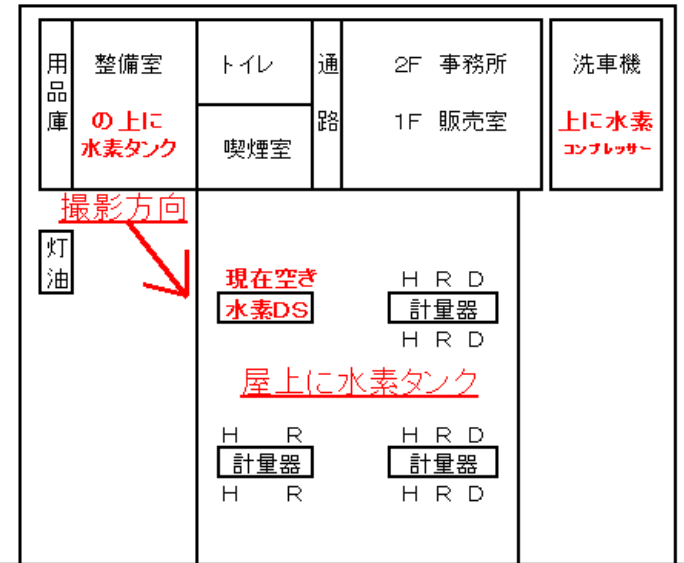 用品庫
整備室
の上に
水素タンク
トイレ
喫煙室
通路
2F 事務所
1F 販売室
洗車機
上に水素
コンプレッサー
撮影方向
灯油
現在空き
水素DS
H R D
計量器
H R D
屋上に水素タンク
H R
計量器
H R
H R D
計量器
H R D